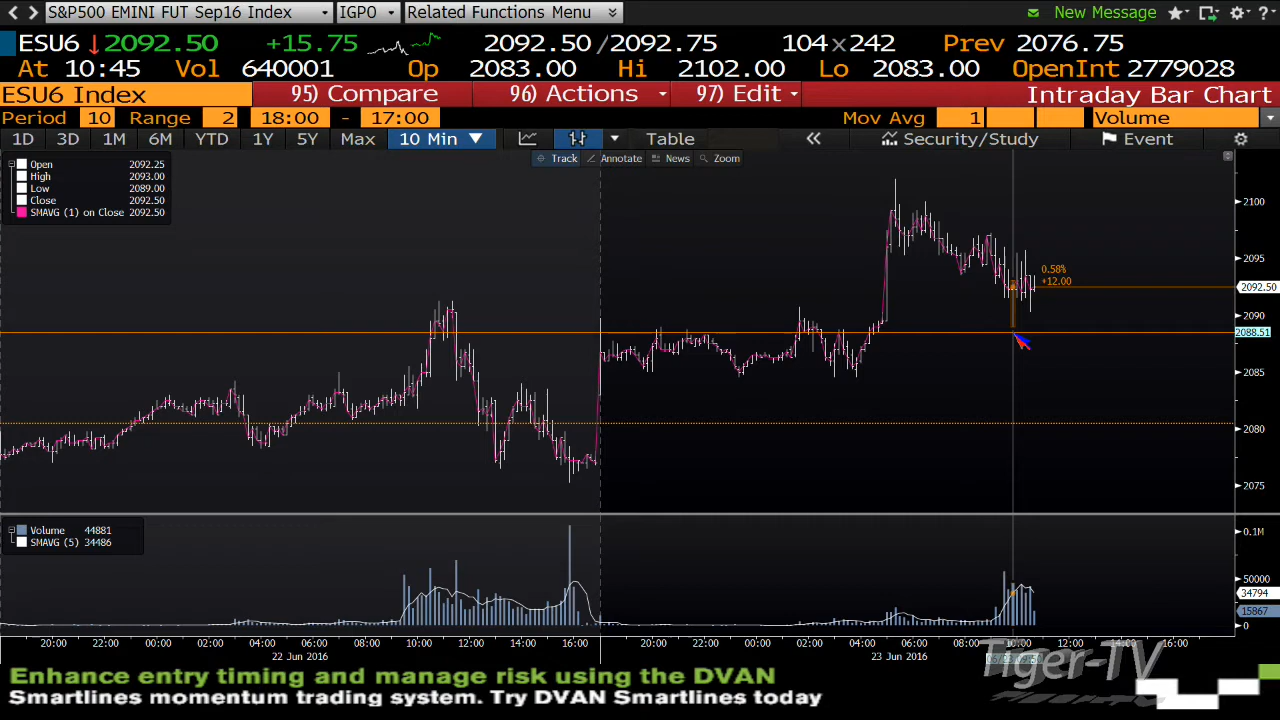 S&P500 EMINI FUT Sep16 Index IGPO Related Functions Menu New Message
ESU6 ↓2092.50 +15.75 2092.50/2092.75 104x242 Prev 2076.75
At 10:45 Vol 640001 Op 2083.00 Hi 2102.00 Lo 2083.00 OpenInt 2779028
ESU6 Index 95) Compare 96) Actions 97) Edit Intraday Bar Chart
Period 10 Range 2 18:00 - 17:00 Mov Avg 1 Volume
1D 3D 1M 6M YTD 1Y 5Y Max 10 Min Table Security/Study Event
Track Annotate News Zoom
Open 2092.25
High 2093.00
Low 2089.00
Close 2092.50
SMAVG (1) on Close 2092.50
2100
2095
0.58%
+12.00
2092.50
2090
2088.51
2085
2080
2075
Volume 44881
SMAVG (5) 34486
0.1M
50000
34794
15867
0
20:00 22:00 00:00 02:00 04:00 06:00 08:00 10:00 12:00 14:00 16:00 20:00 22:00 00:00 02:00 04:00 06:00 08:00 10:00 12:00 14:00 16:00
22 Jun 2016 23 Jun 2016
Tiger-TV
Enhance entry timing and manage risk using the DVAN
Smartlines momentum trading system. Try DVAN Smartlines today